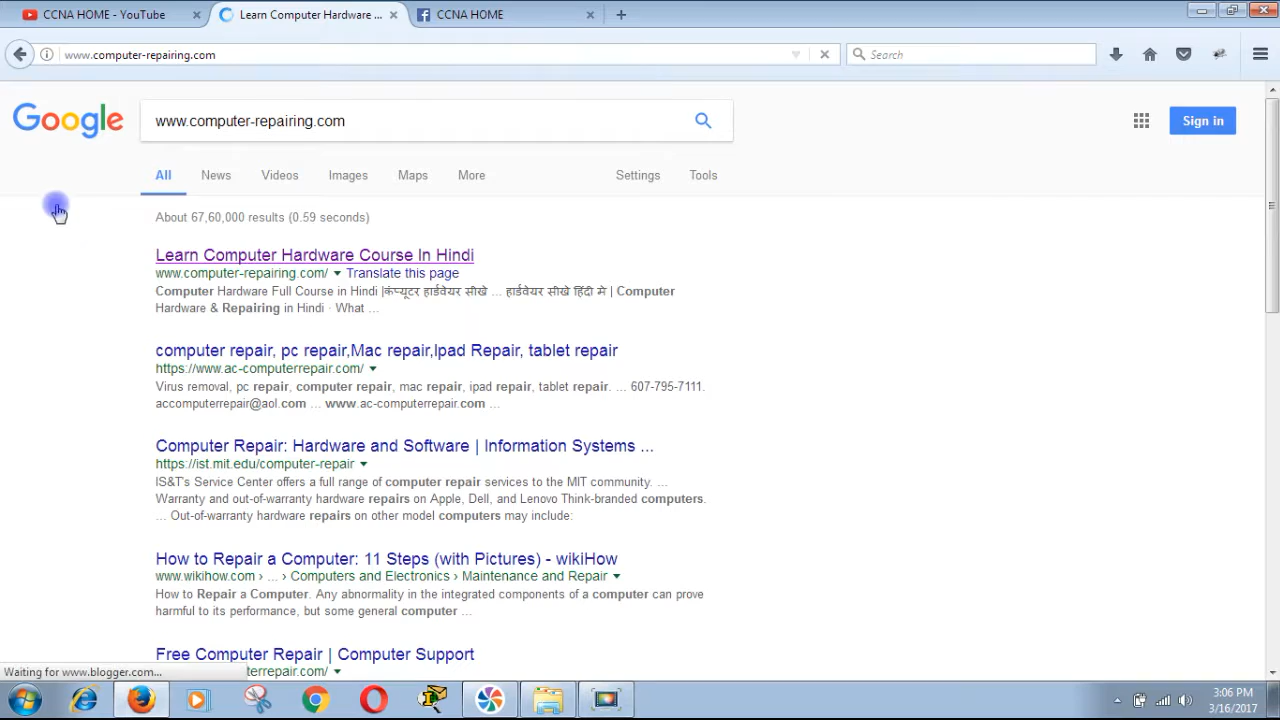 CCNA HOME - YouTube
Learn Computer Hardware ...
CCNA HOME
www.computer-repairing.com
Search
Google
www.computer-repairing.com
Sign in
All News Videos Images Maps More Settings Tools
About 67,60,000 results (0.59 seconds)
Learn Computer Hardware Course In Hindi
www.computer-repairing.com/ Translate this page
Computer Hardware Full Course in Hindi |कंप्यूटर हार्डवेयर सीखे ... हार्डवेयर सीखे हिंदी मे | Computer
Hardware & Repairing in Hindi · What ...
computer repair, pc repair,Mac repair,Ipad Repair, tablet repair
https://www.ac-computerrepair.com/
Virus removal, pc repair, computer repair, mac repair, ipad repair, tablet repair. ... 607-795-7111.
accomputerrepair@aol.com ... www.ac-computerrepair.com ...
Computer Repair: Hardware and Software | Information Systems ...
https://ist.mit.edu/computer-repair
IS&T's Service Center offers a full range of computer repair services to the MIT community. ...
Warranty and out-of-warranty hardware repairs on Apple, Dell, and Lenovo Think-branded computers.
... Out-of-warranty hardware repairs on other model computers may include:
How to Repair a Computer: 11 Steps (with Pictures) - wikiHow
www.wikihow.com › ... › Computers and Electronics › Maintenance and Repair
How to Repair a Computer. Any abnormality in the integrated components of a computer can prove
harmful to its performance, but some general computer ...
Free Computer Repair | Computer Support
terrepair.com/
Waiting for www.blogger.com...
3:06 PM
3/16/2017